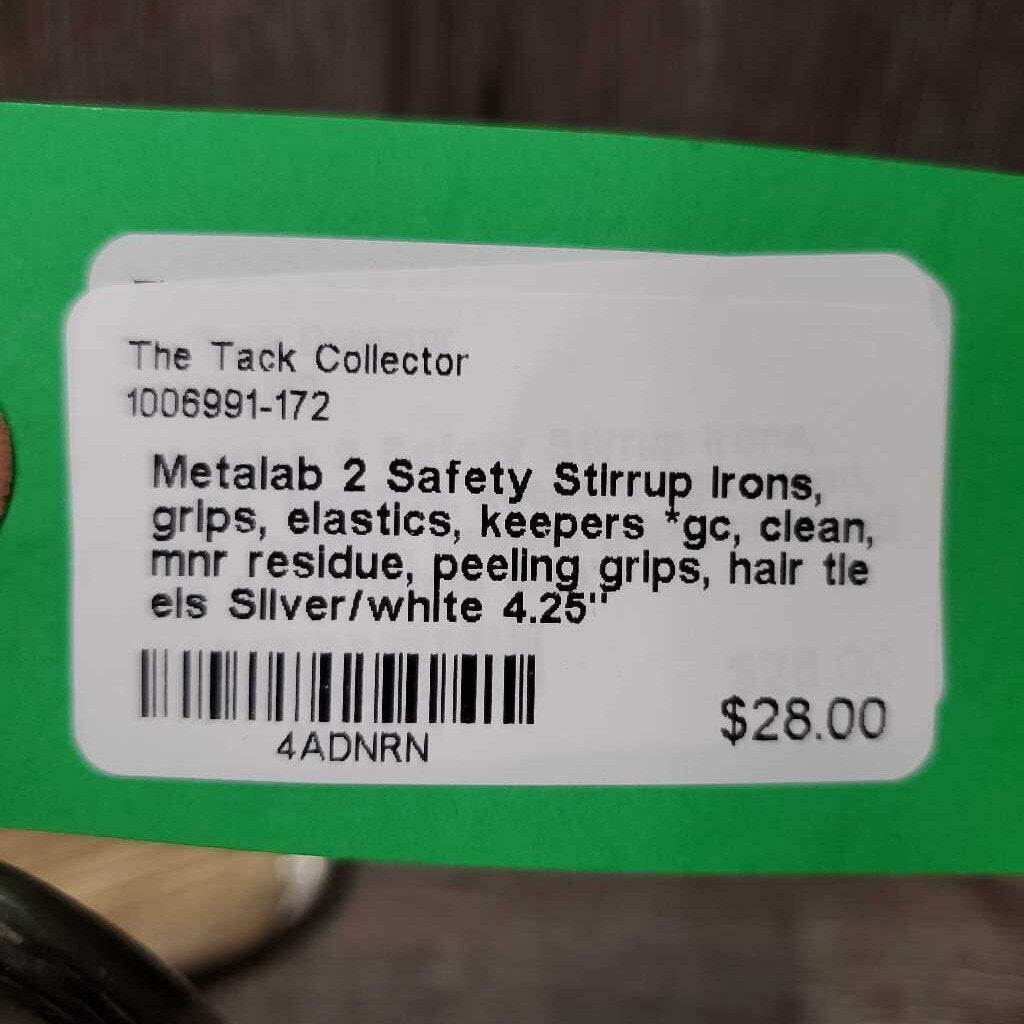 The Tack Collector
1006991-172
Metalab 2 Safety Stirrup Irons,
grips, elastics, keepers *gc, clean,
mnr residue, peeling grips, hair tie
els Silver/white 4.25"
4ADNRN
$28.00